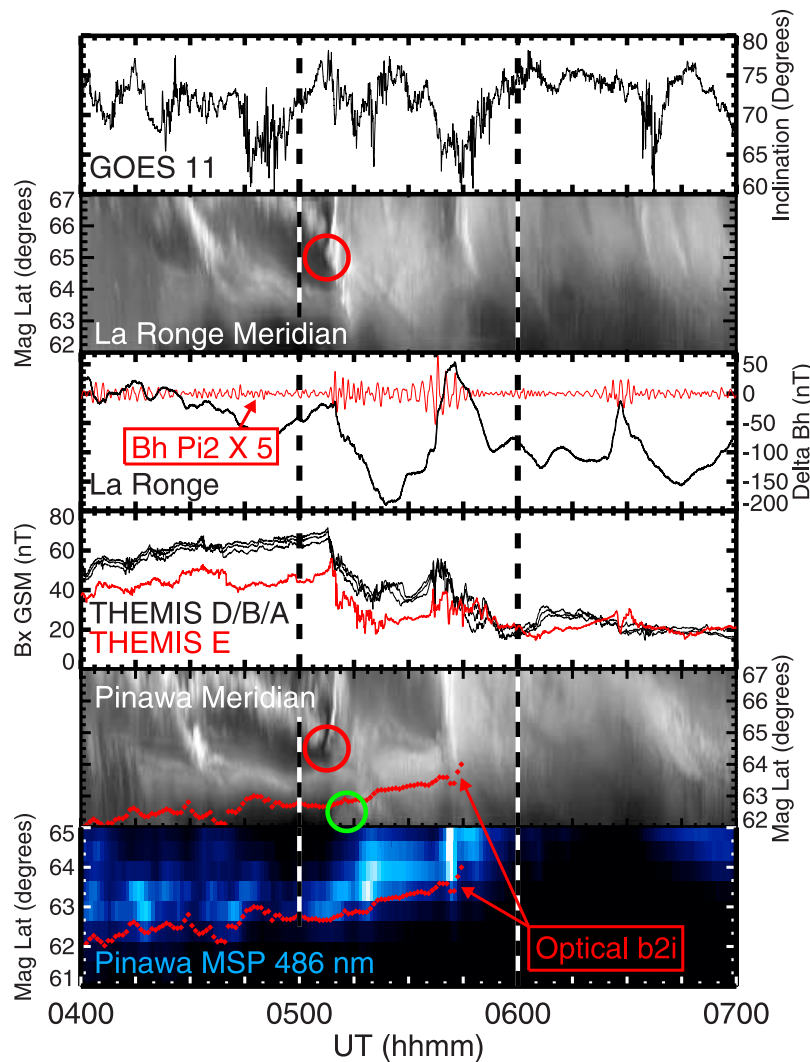 80
75
70
65
60
Inclination (Degrees)
GOES 11
67
66
65
64
63
62
Mag Lat (degrees)
La Ronge Meridian
50
0
-50
-100
-150
-200
Delta Bh (nT)
Bh Pi2 X 5
La Ronge
80
60
40
20
0
Bx GSM (nT)
THEMIS D/B/A
THEMIS E
Pinawa Meridian
67
66
65
64
63
62
Mag Lat (degrees)
65
64
63
62
61
Mag Lat (degrees)
Optical b2i
Pinawa MSP 486 nm
0400 0500 0600 0700
UT (hhmm)